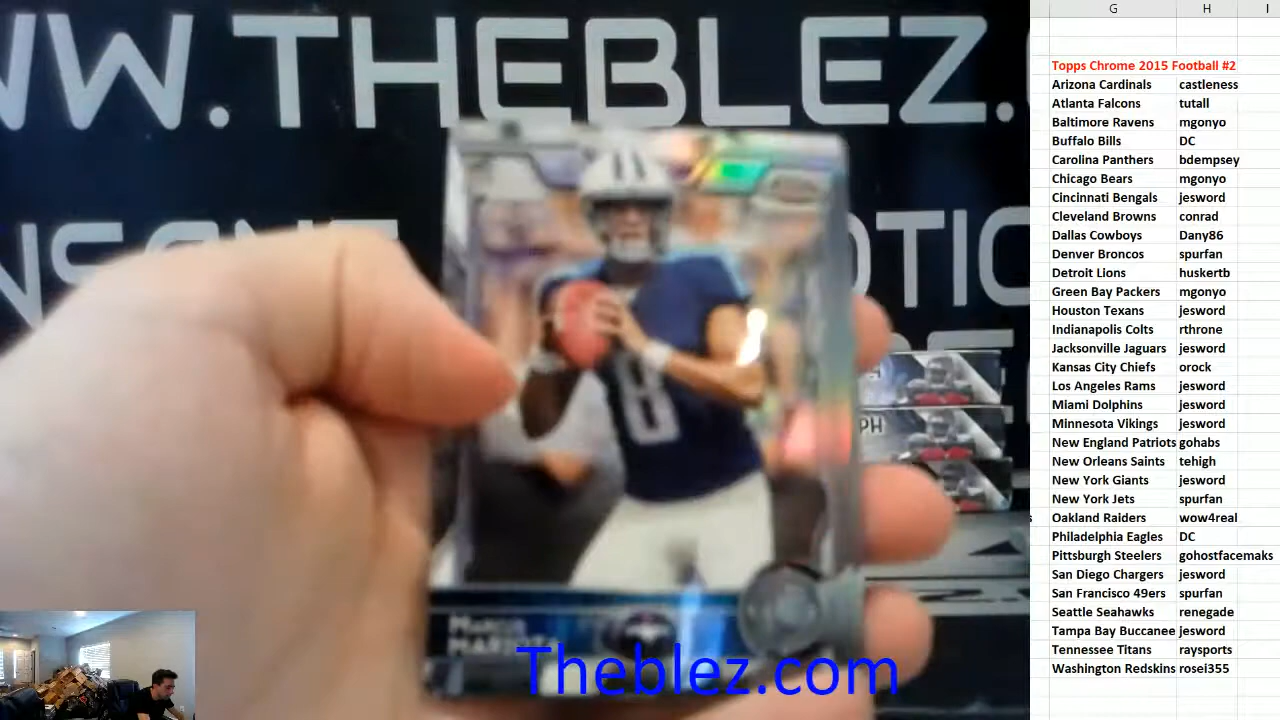 WW.THEBLEZ.
G H I
Topps Chrome 2015 Football #2
Arizona Cardinals castleness
Atlanta Falcons tutall
Baltimore Ravens mgonyo
Buffalo Bills DC
Carolina Panthers bdempsey
Chicago Bears mgonyo
Cincinnati Bengals jesword
Cleveland Browns conrad
Dallas Cowboys Dany86
Denver Broncos spurfan
Detroit Lions huskertb
Green Bay Packers mgonyo
Houston Texans jesword
Indianapolis Colts rthrone
Jacksonville Jaguars jesword
Kansas City Chiefs orock
Los Angeles Rams jesword
Miami Dolphins jesword
Minnesota Vikings jesword
New England Patriots gohabs
New Orleans Saints tehigh
New York Giants jesword
New York Jets spurfan
Oakland Raiders wow4real
Philadelphia Eagles DC
Pittsburgh Steelers gohostfacemaks
San Diego Chargers jesword
San Francisco 49ers spurfan
Seattle Seahawks renegade
Tampa Bay Buccanee jesword
Tennessee Titans raysports
Washington Redskins rosei355
8
Marcus
Mariota
Theblez.com